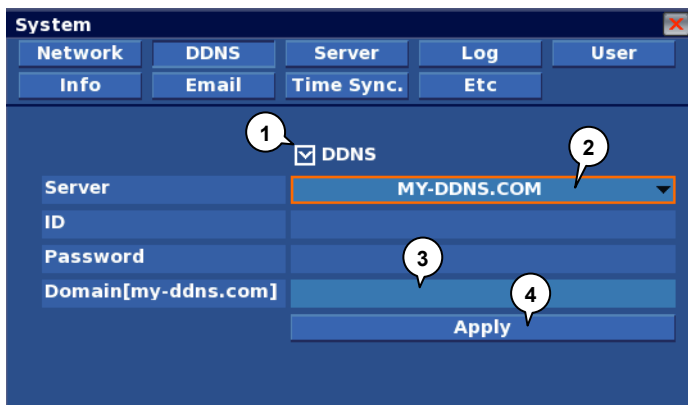 System
Network DDNS Server Log User
Info Email Time Sync. Etc
1
DDNS
2
Server MY-DDNS.COM
ID
Password
3
Domain[my-ddns.com]
4
Apply